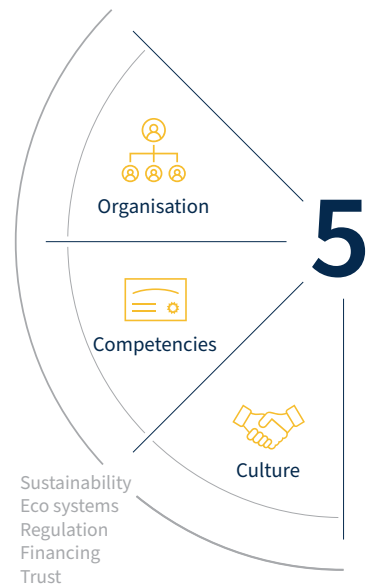 Organisation
5
Competencies
Culture
Sustainability
Eco systems
Regulation
Financing
Trust